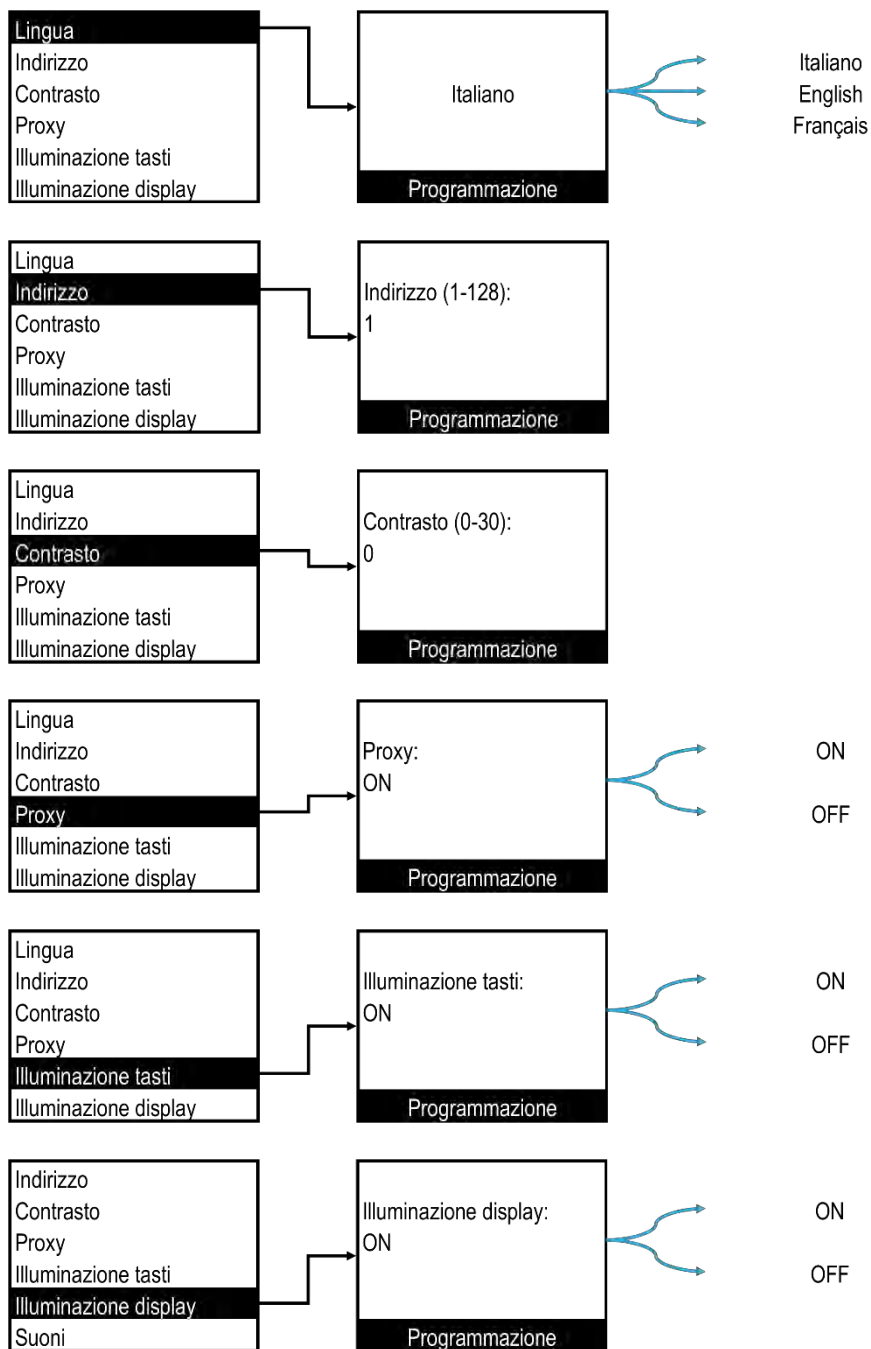 Lingua
Indirizzo
Contrasto
Proxy
Illuminazione tasti
Illuminazione display
Italiano
Programmazione
Italiano
English
Français
Lingua
Indirizzo
Contrasto
Proxy
Illuminazione tasti
Illuminazione display
Indirizzo (1-128):
1
Programmazione
Lingua
Indirizzo
Contrasto
Proxy
Illuminazione tasti
Illuminazione display
Contrasto (0-30):
0
Programmazione
Lingua
Indirizzo
Contrasto
Proxy
Illuminazione tasti
Illuminazione display
Proxy:
ON
Programmazione
ON
OFF
Lingua
Indirizzo
Contrasto
Proxy
Illuminazione tasti
Illuminazione display
Illuminazione tasti:
ON
Programmazione
ON
OFF
Indirizzo
Contrasto
Proxy
Illuminazione tasti
Illuminazione display
Suoni
Illuminazione display:
ON
Programmazione
ON
OFF